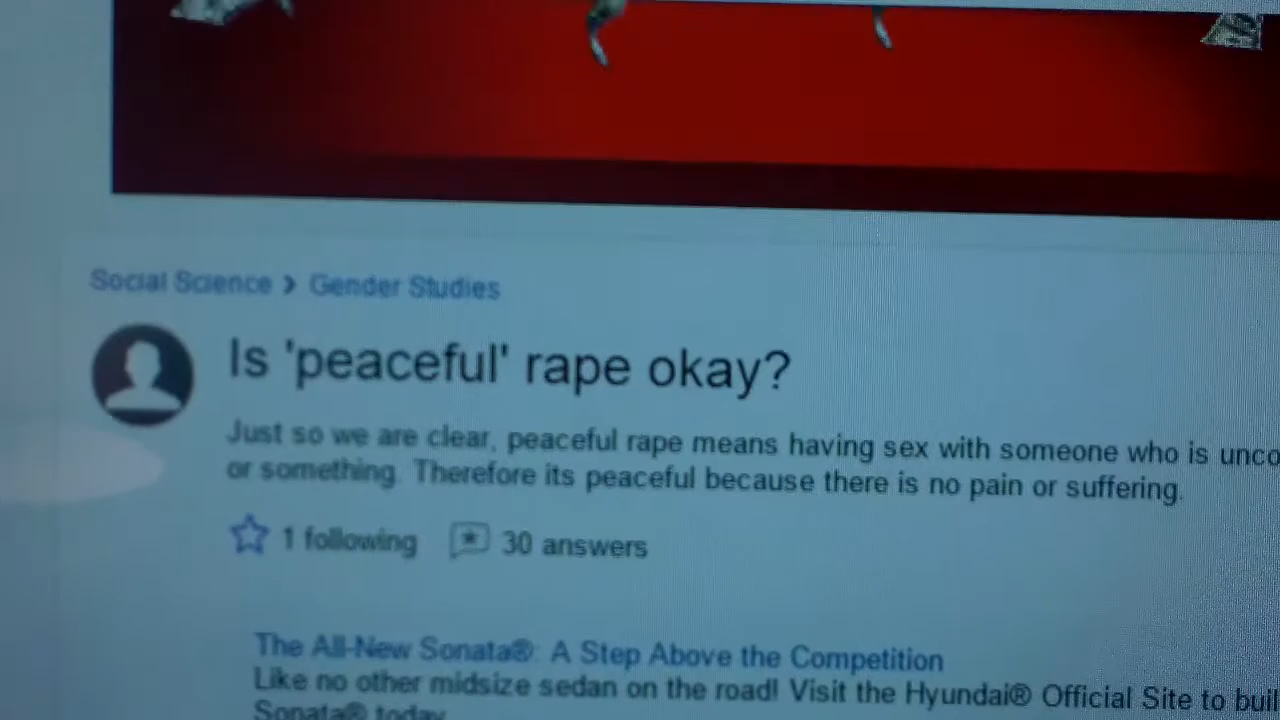 Social Science > Gender Studies
Is 'peaceful' rape okay?
Just so we are clear, peaceful rape means having sex with someone who is unco
or something. Therefore its peaceful because there is no pain or suffering.
1 following 30 answers
The All-New Sonata®: A Step Above the Competition
Like no other midsize sedan on the road! Visit the Hyundai® Official Site to buil
Sonata® today